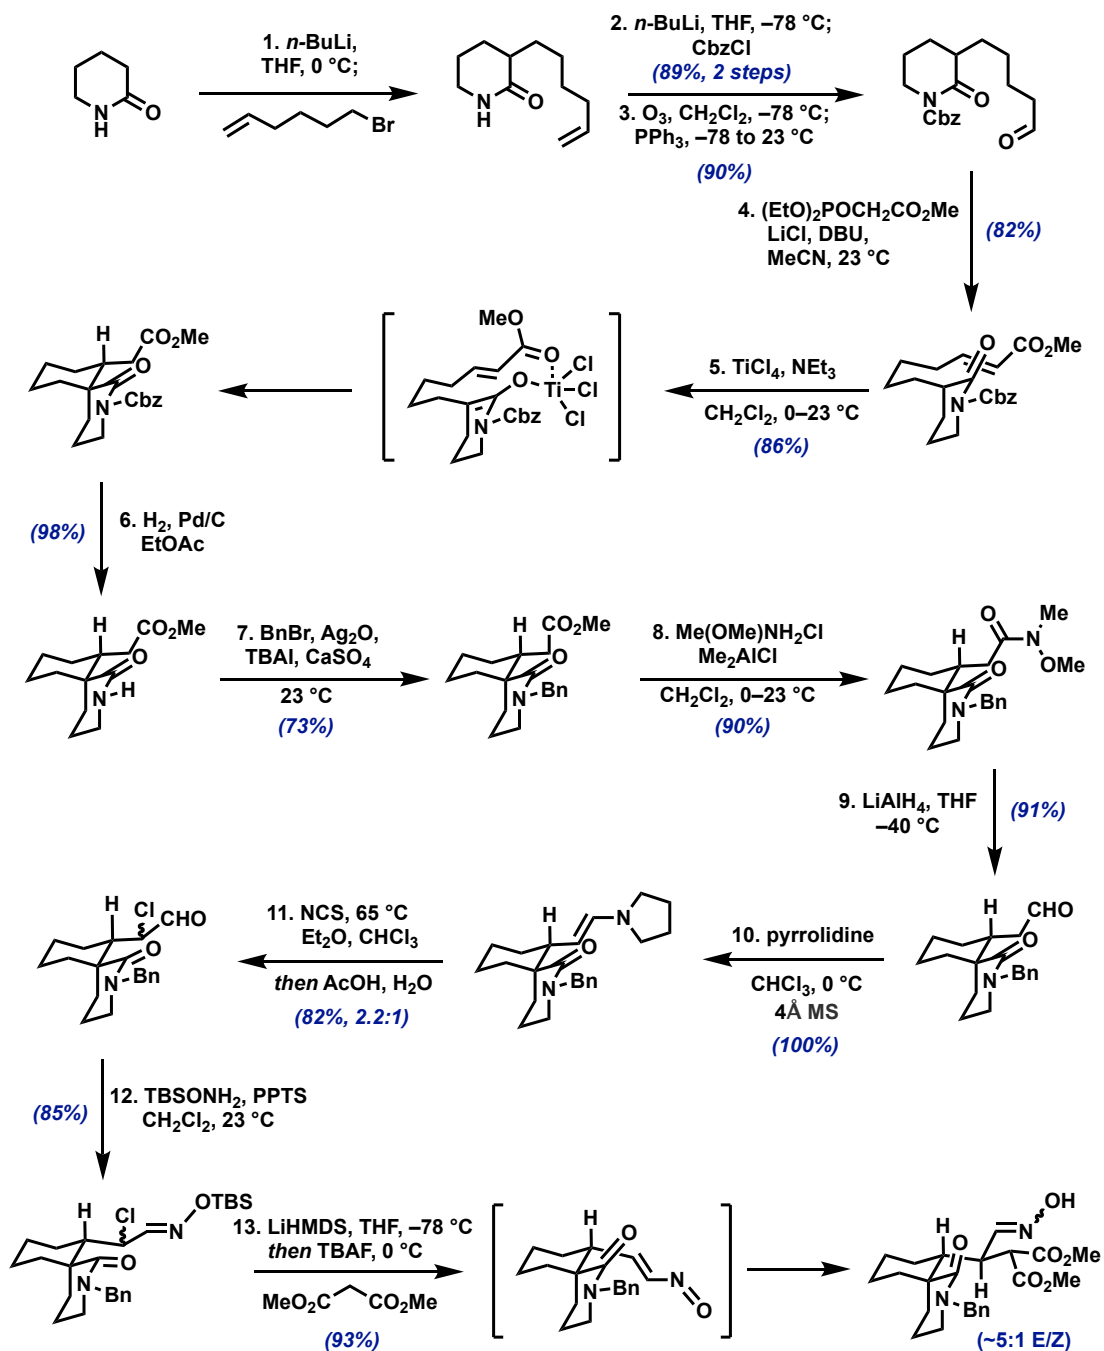 1. n-BuLi,
THF, 0 °C;
Br
N
H
O
N
H
O
2. n-BuLi, THF, –78 °C;
CbzCl
(89%, 2 steps)
3. O3, CH2Cl2, –78 °C;
PPh3, –78 to 23 °C
(90%)
N
Cbz
O
O
4. (EtO)2POCH2CO2Me
LiCl, DBU,
MeCN, 23 °C
(82%)
H
CO2Me
O
N
Cbz
MeO
O
O
Ti
Cl
Cl
Cl
N
Cbz
5. TiCl4, NEt3
CH2Cl2, 0–23 °C
(86%)
O
CO2Me
N
Cbz
(98%)
6. H2, Pd/C
EtOAc
H
CO2Me
O
N
H
7. BnBr, Ag2O,
TBAI, CaSO4
23 °C
(73%)
H
CO2Me
O
N
Bn
8. Me(OMe)NH2Cl
Me2AlCl
CH2Cl2, 0–23 °C
(90%)
O
Me
N
OMe
H
O
N
Bn
9. LiAlH4, THF
–40 °C
(91%)
H
Cl
CHO
O
N
Bn
11. NCS, 65 °C
Et2O, CHCl3
then AcOH, H2O
(82%, 2.2:1)
H
N
O
N
Bn
10. pyrrolidine
CHCl3, 0 °C
4Å MS
(100%)
H
CHO
O
N
Bn
(85%)
12. TBSONH2, PPTS
CH2Cl2, 23 °C
H
Cl
OTBS
N
O
N
Bn
13. LiHMDS, THF, –78 °C
then TBAF, 0 °C
MeO2C
CO2Me
(93%)
H
O
N
Bn
N
O
OH
N
H
O
CO2Me
CO2Me
H
N
Bn
(~5:1 E/Z)